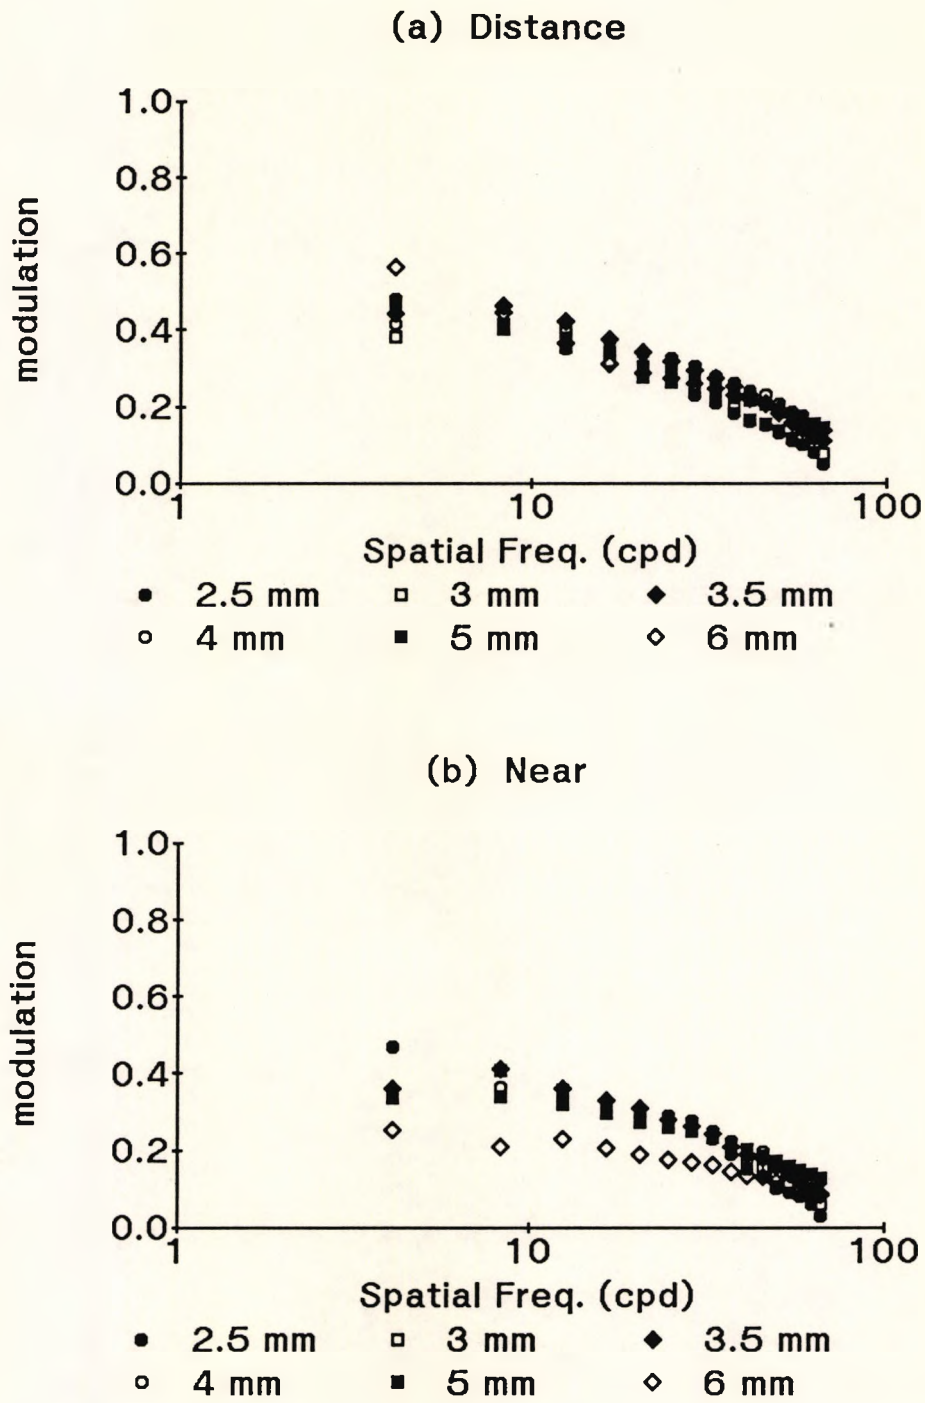 (a) Distance
modulation
1.0
0.8
0.6
0.4
0.2
0.0
1 10 100
Spatial Freq. (cpd)
2.5 mm 3 mm 3.5 mm
4 mm 5 mm 6 mm
(b) Near
modulation
1.0
0.8
0.6
0.4
0.2
0.0
1 10 100
Spatial Freq. (cpd)
2.5 mm 3 mm 3.5 mm
4 mm 5 mm 6 mm